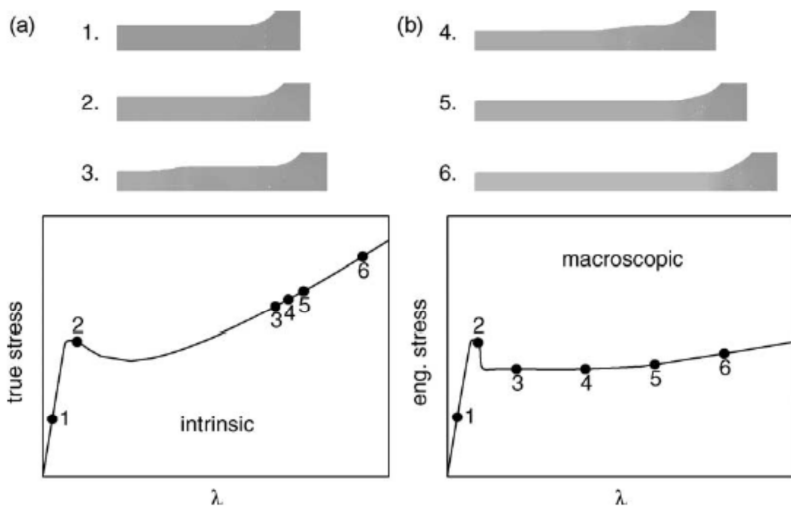 (a)
1.
2.
3.
(b)
4.
5.
6.
true stress
1
2
3
4
5
6
intrinsic
λ
eng. stress
macroscopic
1
2
3
4
5
6
λ